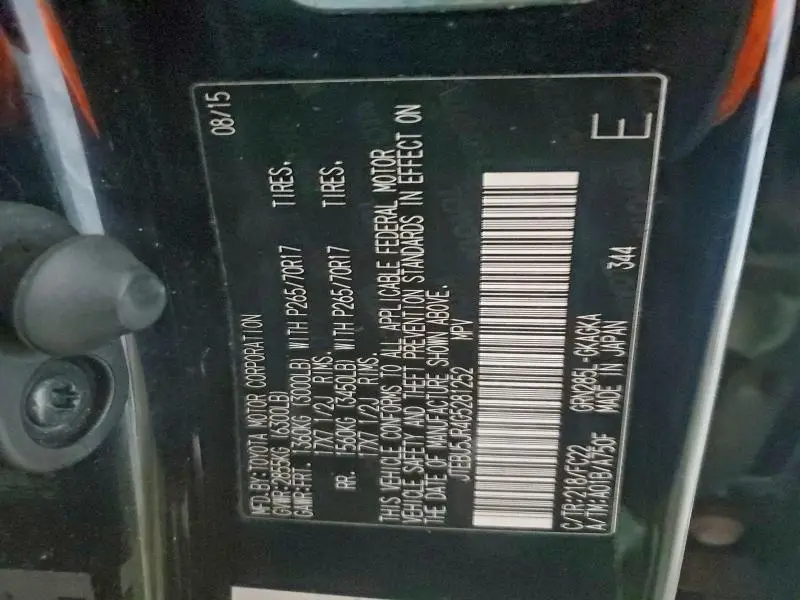 MFD.BY:TOYOTA MOTOR CORPORATION 08/15
GVWR:2855KG (6300LB)
GAWR:FRT. 1360KG (3000LB) WITH P265/70R17 TIRES.
17X7 1/2J RIMS.
RR. 1560KG (3450LB) WITH P265/70R17 TIRES.
17X7 1/2J RIMS.
THIS VEHICLE CONFORMS TO ALL APPLICABLE FEDERAL MOTOR
VEHICLE SAFETY AND THEFT PREVENTION STANDARDS IN EFFECT ON
THE DATE OF MANUFACTURE SHOWN ABOVE.
JTEBU5JR4G5281252 MPV
C/TR:218/FC22 GRN285L-GKAGKA 344
A/TM:A01B/A750F MADE IN JAPAN E